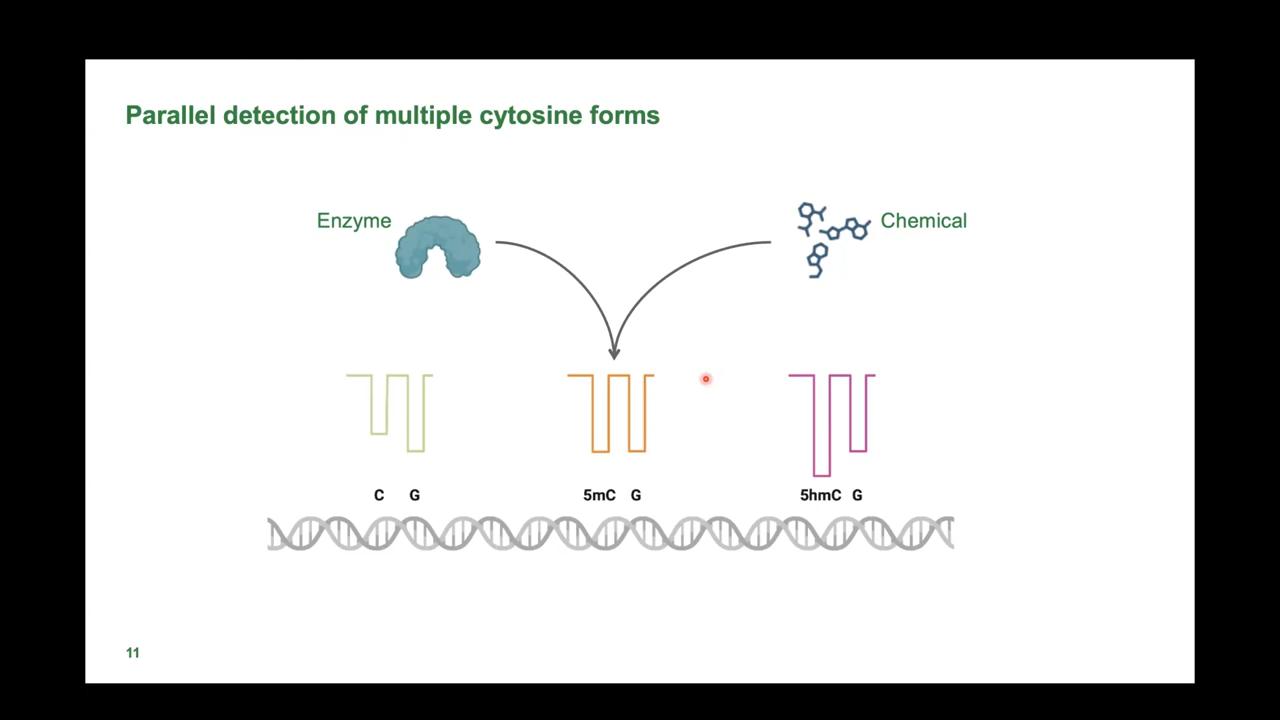 Parallel detection of multiple cytosine forms
Enzyme
Chemical
C G
5mC G
5hmC G
11